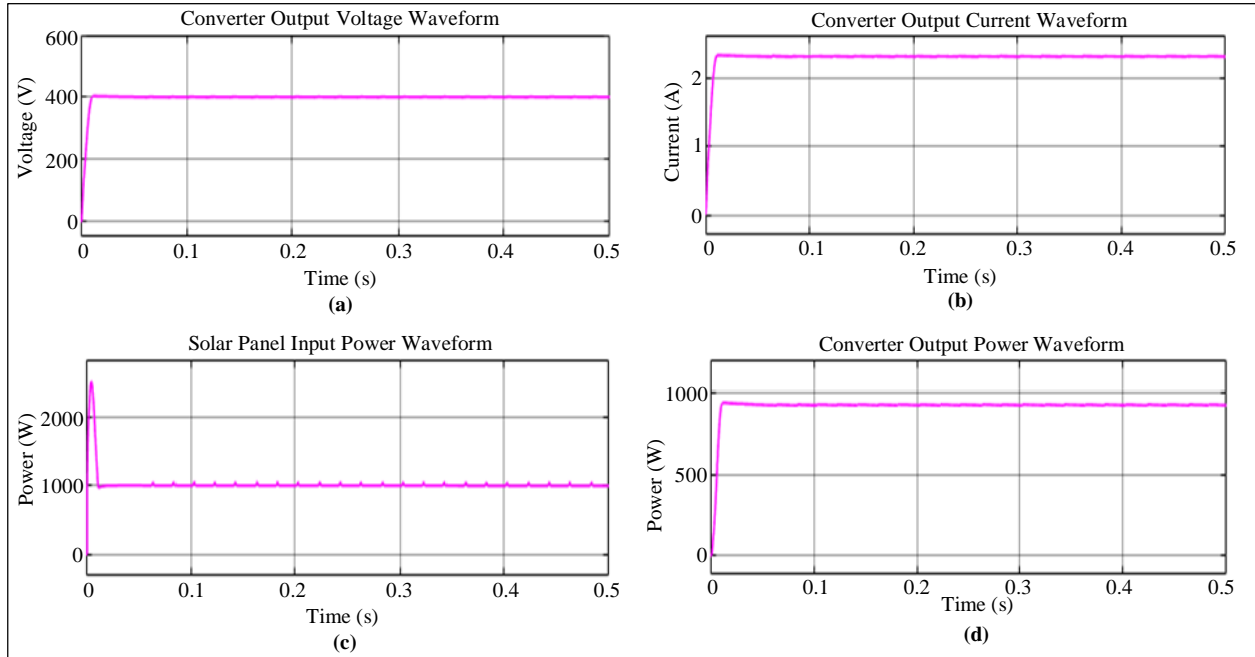 Converter Output Voltage Waveform
600
400
200
0
Voltage (V)
0 0.1 0.2 0.3 0.4 0.5
Time (s)
(a)
Converter Output Current Waveform
2
1
0
Current (A)
0 0.1 0.2 0.3 0.4 0.5
Time (s)
(b)
Solar Panel Input Power Waveform
2000
1000
0
Power (W)
0 0.1 0.2 0.3 0.4 0.5
Time (s)
(c)
Converter Output Power Waveform
1000
500
0
Power (W)
0 0.1 0.2 0.3 0.4 0.5
Time (s)
(d)